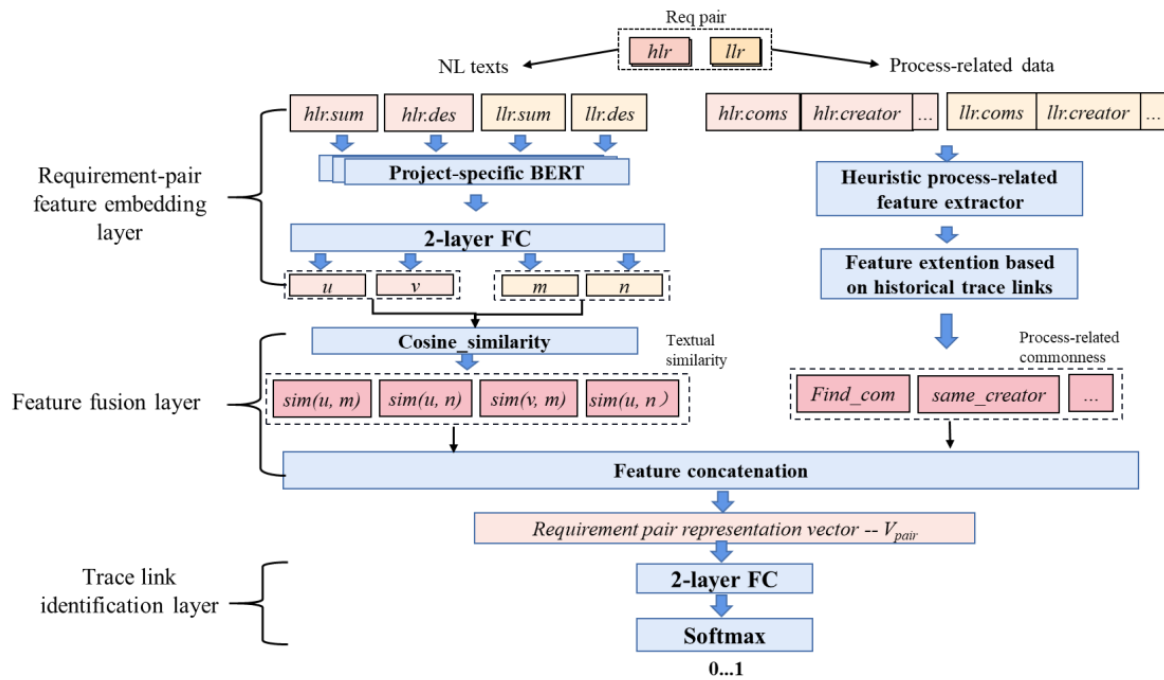 Req pair
hlr llr
NL texts Process-related data
hlr.sum hlr.des llr.sum llr.des
hlr.coms hlr.creator ... llr.coms llr.creator ...
Project-specific BERT
Heuristic process-related
feature extractor
Requirement-pair
feature embedding
layer
2-layer FC
Feature extention based
on historical trace links
u v m n
Cosine_similarity
Textual
similarity
Process-related
commonness
Feature fusion layer
sim(u, m) sim(u, n) sim(v, m) sim(u, n)
Find_com same_creator ...
Feature concatenation
Requirement pair representation vector -- Vpair
Trace link
identification layer
2-layer FC
Softmax
0...1